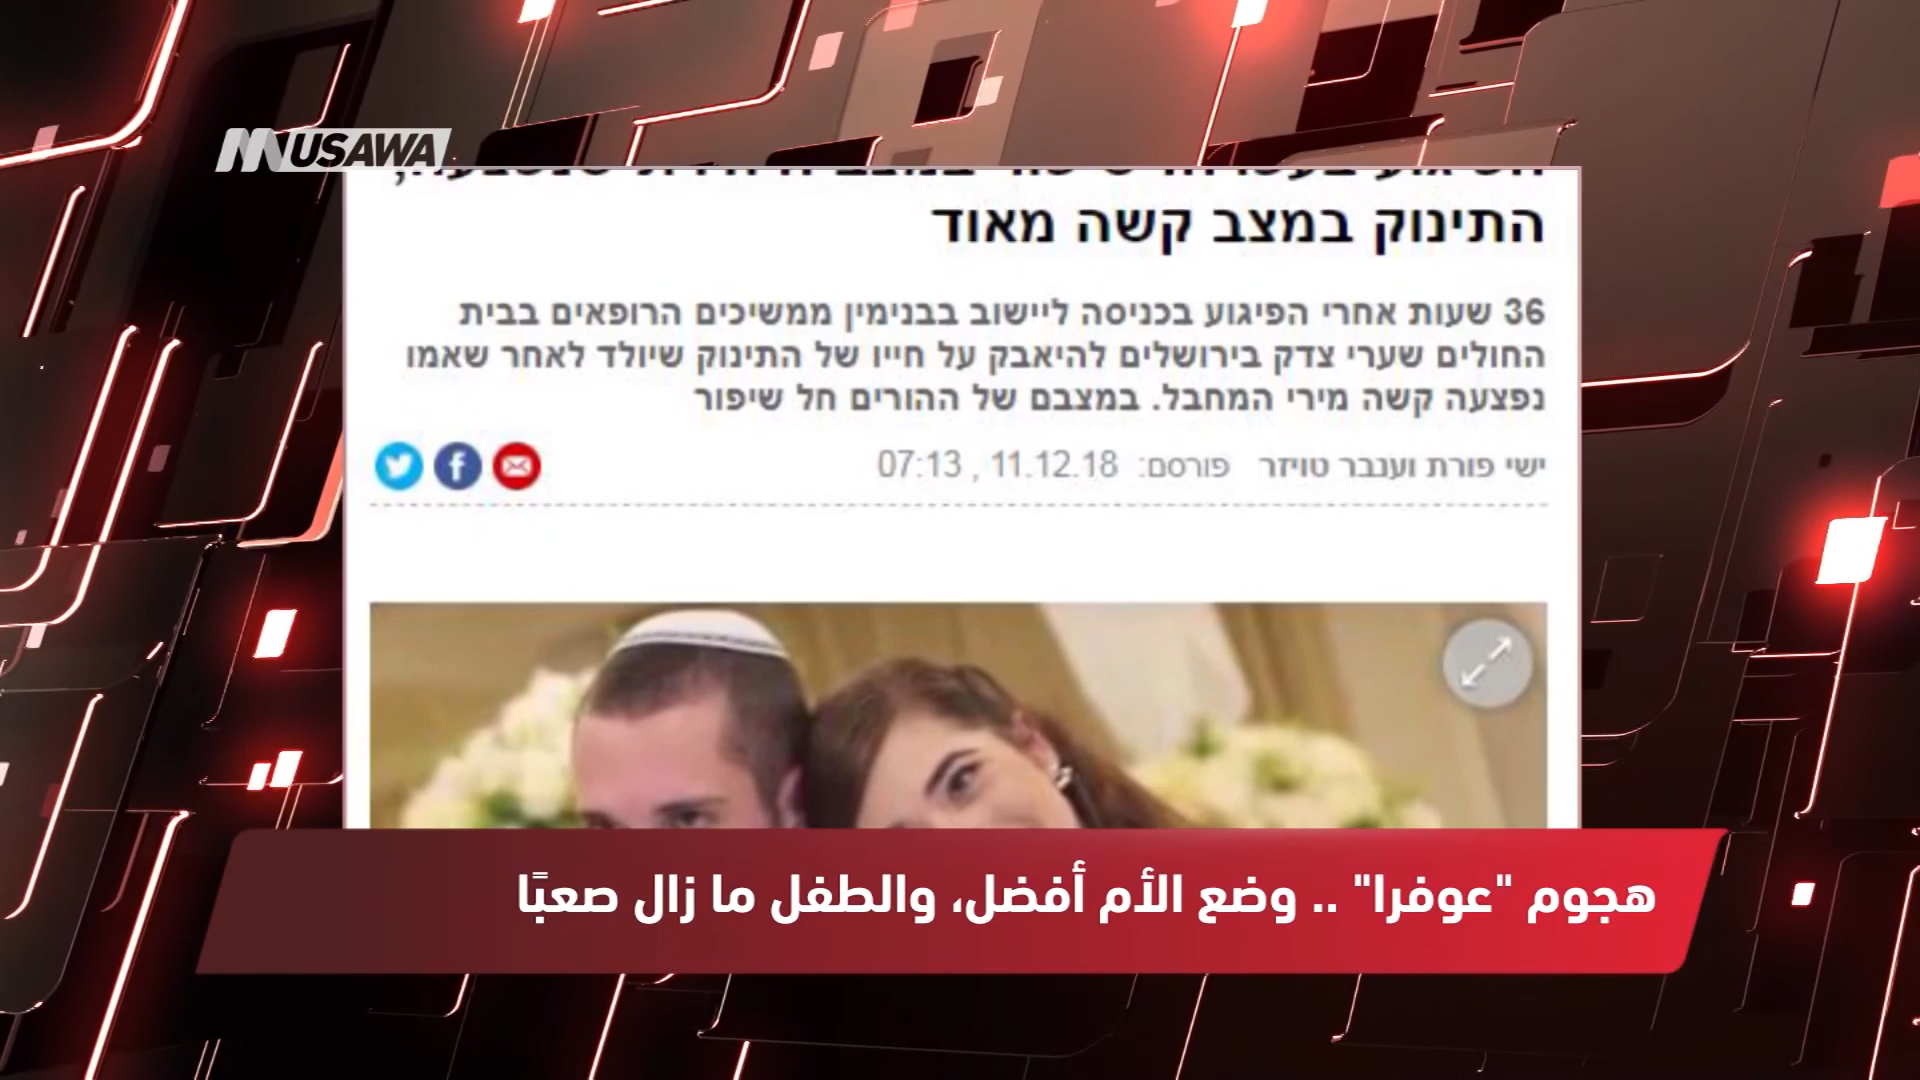 MUSAWA
התינוק במצב קשה מאוד
36 שעות אחרי הפיגוע בכניסה ליישוב בבנימין ממשיכים הרופאים בבית
החולים שערי צדק בירושלים להיאבק על חייו של התינוק שיולד לאחר שאמו
נפצעה קשה מירי המחבל. במצבם של ההורים חל שיפור
ישי פורת וענבר טויזר פורסם: 11.12.18 , 07:13
هجوم "عوفرا" .. وضع الأم أفضل، والطفل ما زال صعبًا